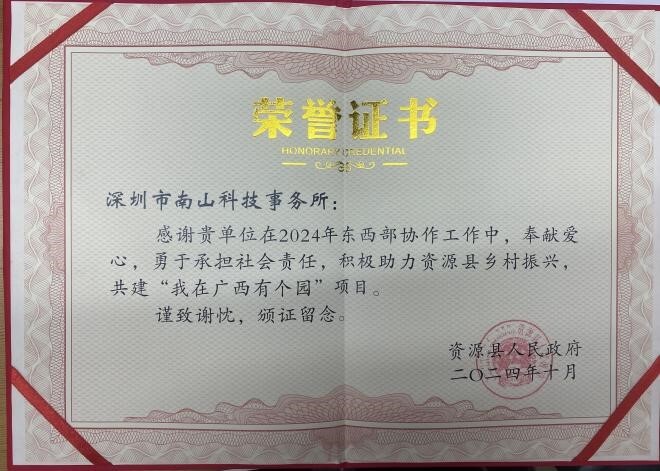 荣誉证书
HONORARY CREDENTIAL
深圳市南山科技事务所：
感谢贵单位在2024年东西部协作工作中，奉献爱
心，勇于承担社会责任，积极助力资源县乡村振兴，
共建“我在广西有个园”项目。
谨致谢忱，颁证留念。
资源县人民政府
二〇二四年十月